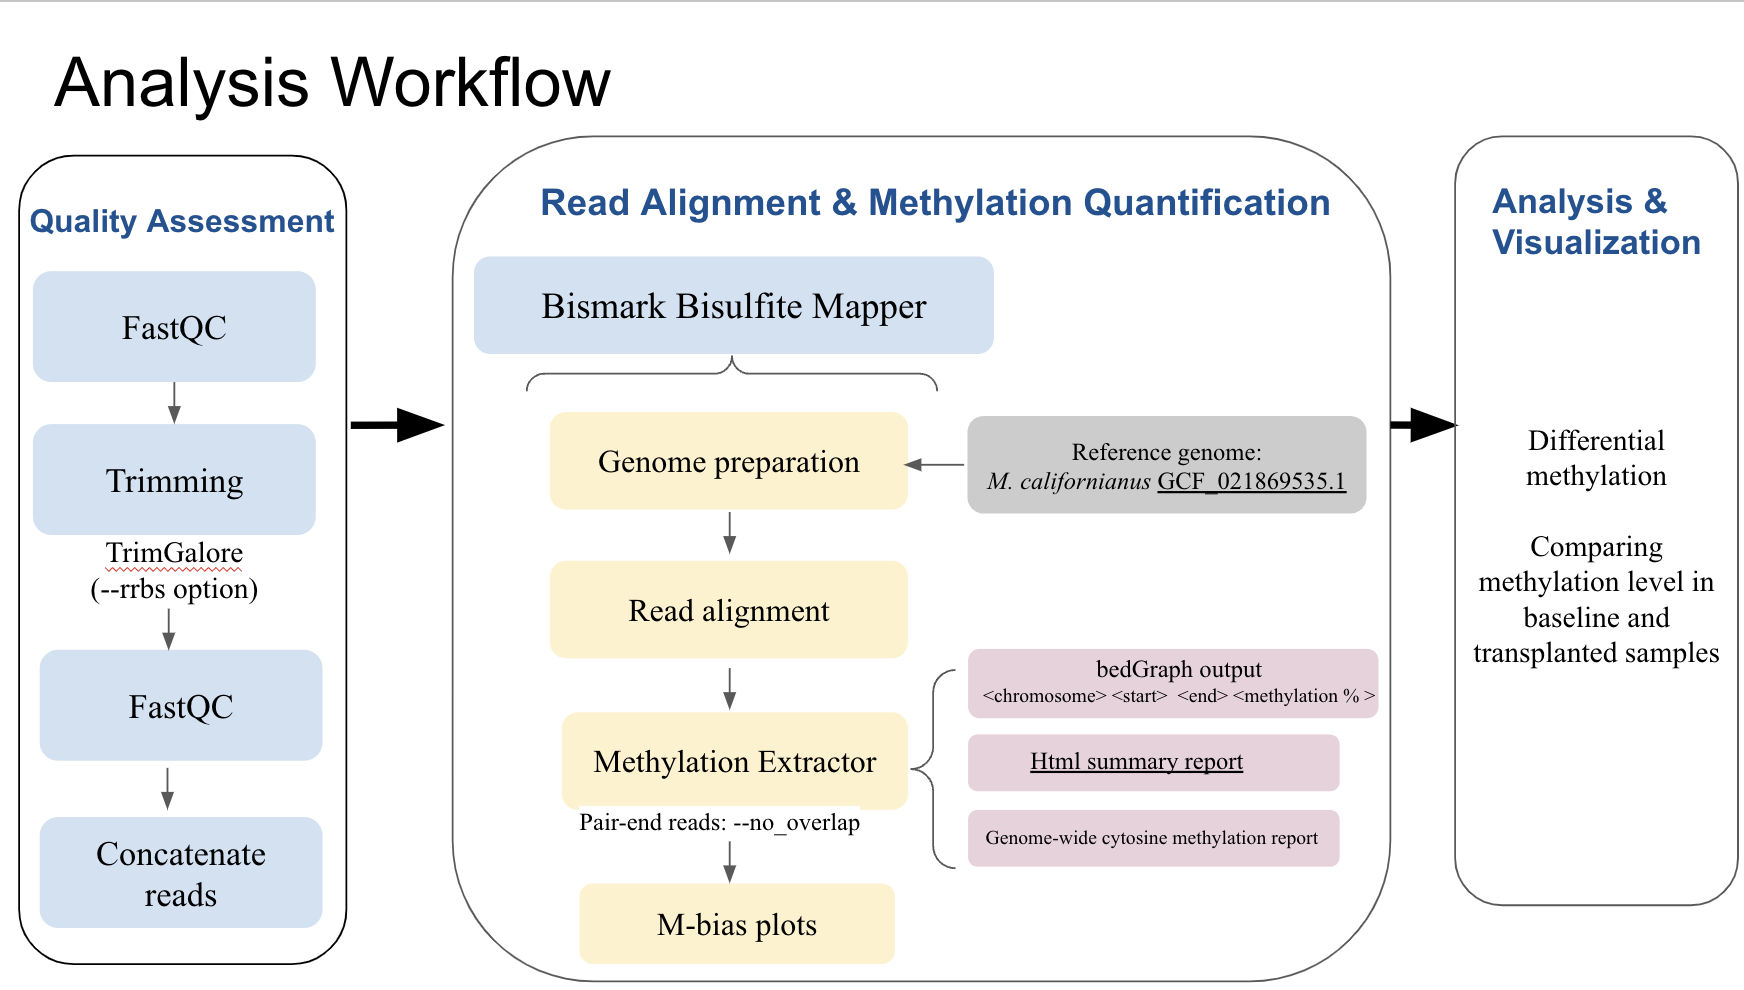 Analysis Workflow
Quality Assessment
FastQC
Trimming
TrimGalore
(--rrbs option)
FastQC
Concatenate
reads
Read Alignment & Methylation Quantification
Bismark Bisulfite Mapper
Genome preparation
Reference genome:
M. californianus GCF_021869535.1
Read alignment
Methylation Extractor
Pair-end reads: --no_overlap
bedGraph output
<chromosome> <start>  <end> <methylation % >
Html summary report
Genome-wide cytosine methylation report
M-bias plots
Analysis &
Visualization
Differential
methylation
Comparing
methylation level in
baseline and
transplanted samples